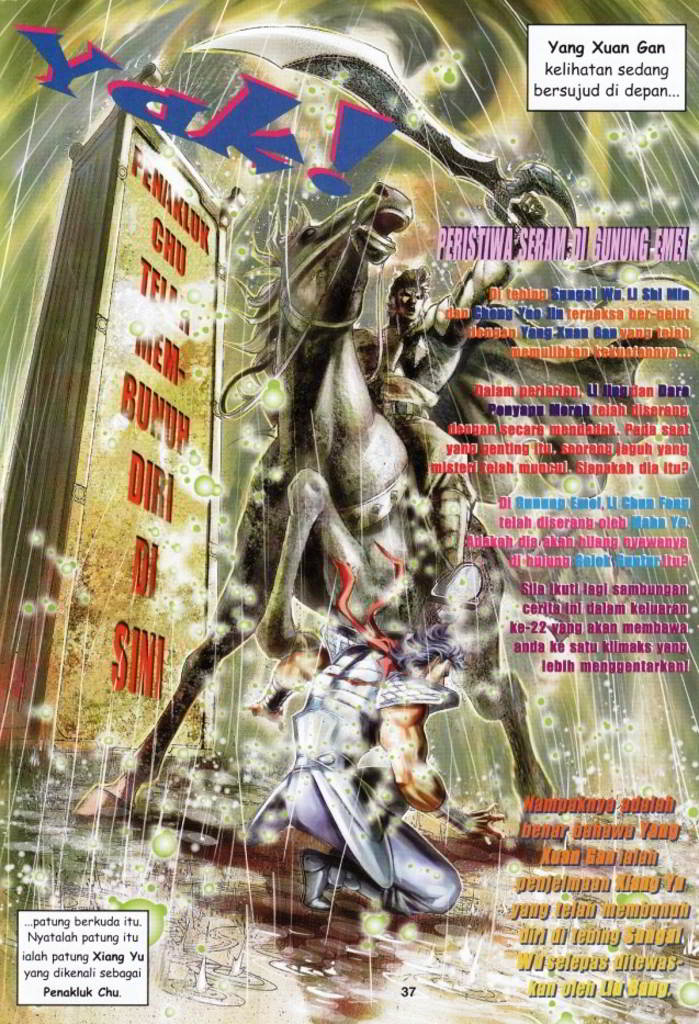 Yak!
Yang Xuan Gan
kelihatan sedang
bersujud di depan...
PENAKLUK
CHU
TELAH
MEM-
BUNUH
DIRI
DI
SINI
PERISTIWA SERAM DI GUNUNG EMEI
Di tebing Sungai Wu, Li Shi Min
dan Cheng Yao Jin terpaksa ber-gelut
dengan Yang Xuan Gan yang telah
memulihkan kekuatannya...
Dalam perlarian, Li Jing dan Dara
Penyapu Merah telah diserang
dengan secara mendadak. Pada saat
yang genting itu, seorang jaguh yang
misteri telah muncul. Siapakah dia itu?
Di Gunung Emei, Li Chun Fong
telah diserang oleh Maha Ye.
Adakah dia akan hilang nyawanya
di hujung Golok Guntur itu?
Sila ikuti lagi sambungan
cerita ini dalam keluaran
ke-22 yang akan membawa
anda ke satu klimaks yang
lebih menggentarkan!
Nampaknya adalah
benar bahawa Yang
Xuan Gan ialah
penjelmaan Xiang Yu
yang telah membunuh
diri di tebing Sungai
Wu selepas ditewas-
kan oleh Liu Bang.
...patung berkuda itu.
Nyatalah patung itu
ialah patung Xiang Yu
yang dikenali sebagai
Penakluk Chu.
37